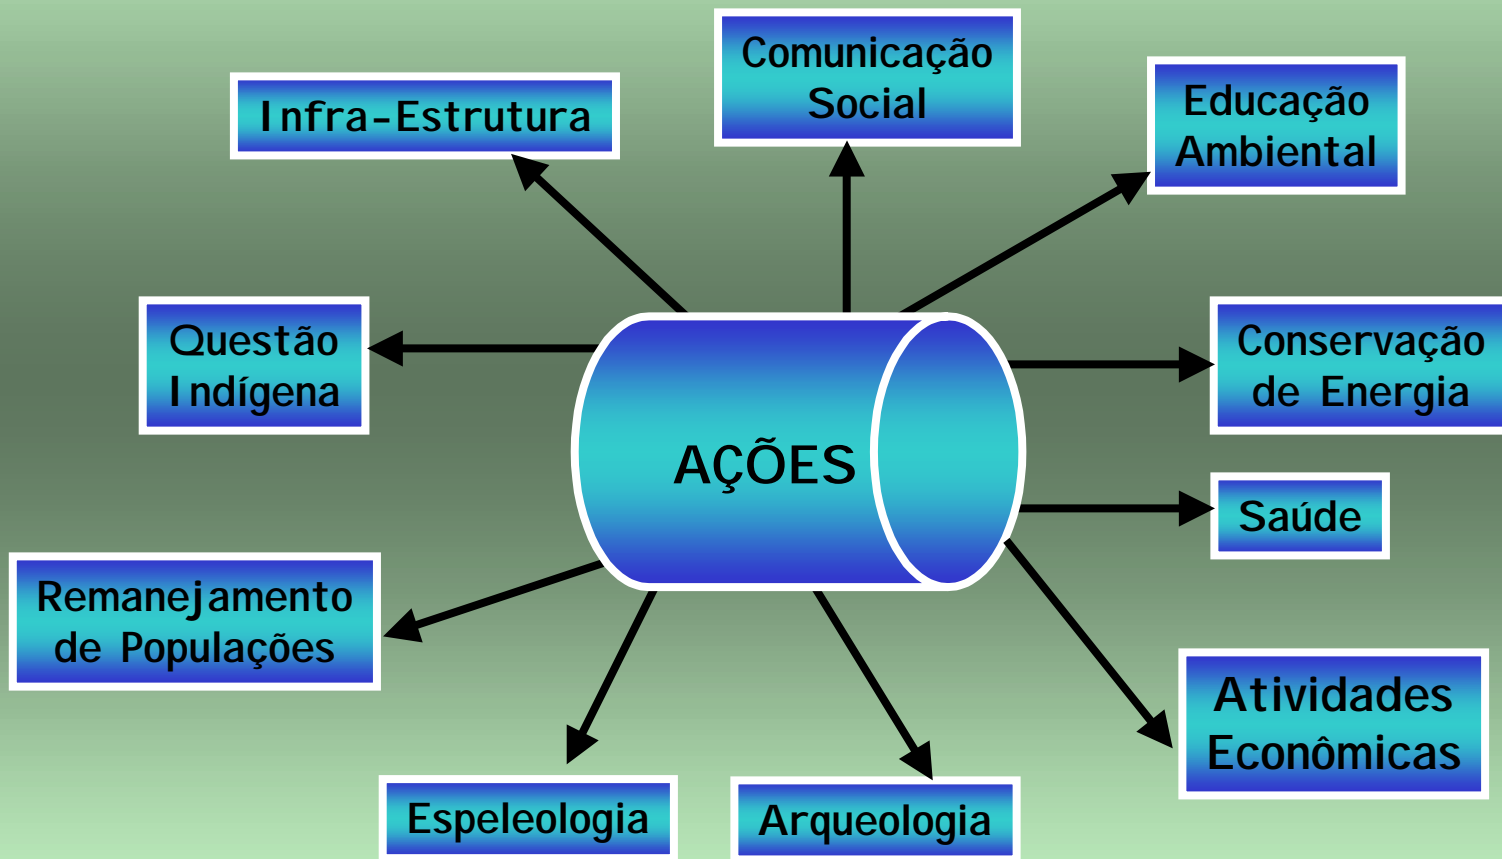 Comunicação
Social
Infra-Estrutura
Educação
Ambiental
Questão
Indígena
Conservação
de Energia
AÇÕES
Saúde
Remanejamento
de Populações
Atividades
Econômicas
Espeleologia
Arqueologia